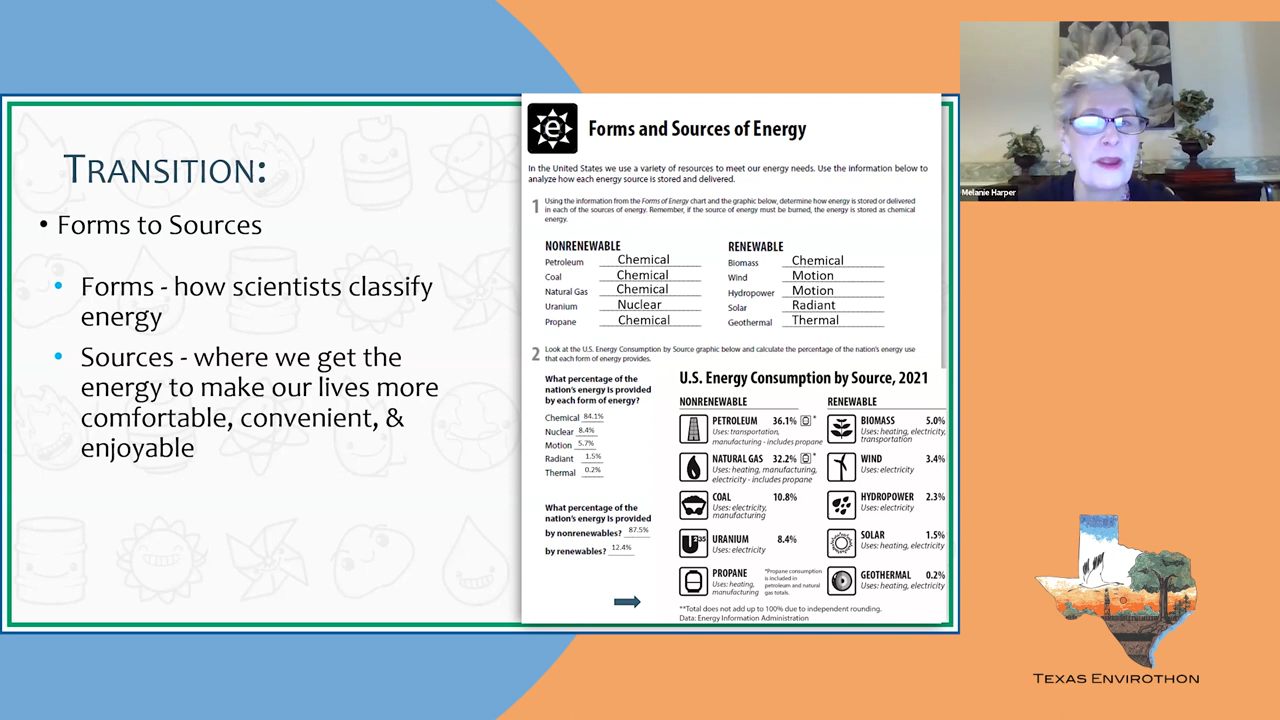 TRANSITION:
• Forms to Sources
• Forms - how scientists classify
energy
• Sources - where we get the
energy to make our lives more
comfortable, convenient, &
enjoyable
e
Forms and Sources of Energy
In the United States we use a variety of resources to meet our energy needs. Use the information below to
analyze how each energy source is stored and delivered.
1 Using the information from the Forms of Energy chart and the graphic below, determine how energy is stored or delivered
in each of the sources of energy. Remember, if the source of energy must be burned, the energy is stored as chemical
energy.
NONRENEWABLE
Petroleum Chemical
Coal Chemical
Natural Gas Chemical
Uranium Nuclear
Propane Chemical
RENEWABLE
Biomass Chemical
Wind Motion
Hydropower Motion
Solar Radiant
Geothermal Thermal
2 Look at the U.S. Energy Consumption by Source graphic below and calculate the percentage of the nation's energy use
that each form of energy provides.
What percentage of the
nation's energy is provided
by each form of energy?
Chemical 84.1%
Nuclear 8.4%
Motion 5.7%
Radiant 1.5%
Thermal 0.2%
What percentage of the
nation's energy is provided
by nonrenewables? 87.5%
by renewables? 12.4%
U.S. Energy Consumption by Source, 2021
NONRENEWABLE
PETROLEUM 36.1% *
Uses: transportation,
manufacturing - includes propane
NATURAL GAS 32.2% *
Uses: heating, manufacturing,
electricity - includes propane
COAL 10.8%
Uses: electricity,
manufacturing
U235
URANIUM 8.4%
Uses: electricity
PROPANE
Uses: heating,
manufacturing
*Propane consumption
is included in
petroleum and natural
gas totals.
RENEWABLE
BIOMASS 5.0%
Uses: heating, electricity,
transportation
WIND 3.4%
Uses: electricity
HYDROPOWER 2.3%
Uses: electricity
SOLAR 1.5%
Uses: heating, electricity
GEOTHERMAL 0.2%
Uses: heating, electricity
**Total does not add up to 100% due to independent rounding.
Data: Energy Information Administration
Melanie Harper
TEXAS ENVIROTHON